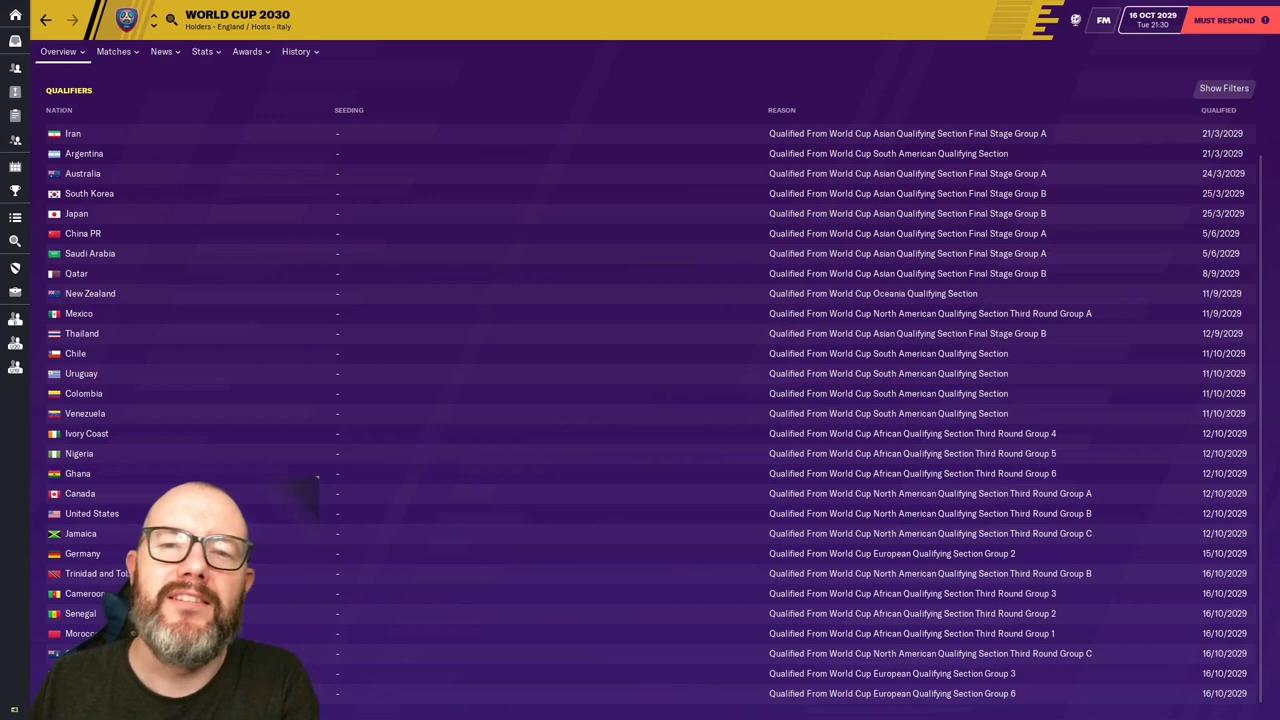 WORLD CUP 2030
Holders - England / Hosts - Italy
FM
16 OCT 2029
Tue 21:30
MUST RESPOND
Overview Matches News Stats Awards History
QUALIFIERS
Show Filters
NATION SEEDING REASON QUALIFIED
Iran - Qualified From World Cup Asian Qualifying Section Final Stage Group A 21/3/2029
Argentina - Qualified From World Cup South American Qualifying Section 21/3/2029
Australia - Qualified From World Cup Asian Qualifying Section Final Stage Group A 24/3/2029
South Korea - Qualified From World Cup Asian Qualifying Section Final Stage Group B 25/3/2029
Japan - Qualified From World Cup Asian Qualifying Section Final Stage Group B 25/3/2029
China PR - Qualified From World Cup Asian Qualifying Section Final Stage Group A 5/6/2029
Saudi Arabia - Qualified From World Cup Asian Qualifying Section Final Stage Group A 5/6/2029
Qatar - Qualified From World Cup Asian Qualifying Section Final Stage Group B 8/9/2029
New Zealand - Qualified From World Cup Oceania Qualifying Section 11/9/2029
Mexico - Qualified From World Cup North American Qualifying Section Third Round Group A 11/9/2029
Thailand - Qualified From World Cup Asian Qualifying Section Final Stage Group B 12/9/2029
Chile - Qualified From World Cup South American Qualifying Section 11/10/2029
Uruguay - Qualified From World Cup South American Qualifying Section 11/10/2029
Colombia - Qualified From World Cup South American Qualifying Section 11/10/2029
Venezuela - Qualified From World Cup South American Qualifying Section 11/10/2029
Ivory Coast - Qualified From World Cup African Qualifying Section Third Round Group 4 12/10/2029
Nigeria - Qualified From World Cup African Qualifying Section Third Round Group 5 12/10/2029
Ghana - Qualified From World Cup African Qualifying Section Third Round Group 6 12/10/2029
Canada - Qualified From World Cup North American Qualifying Section Third Round Group A 12/10/2029
United States - Qualified From World Cup North American Qualifying Section Third Round Group B 12/10/2029
Jamaica - Qualified From World Cup North American Qualifying Section Third Round Group C 12/10/2029
Germany - Qualified From World Cup European Qualifying Section Group 2 15/10/2029
Trinidad and Tob - Qualified From World Cup North American Qualifying Section Third Round Group B 16/10/2029
Cameroon - Qualified From World Cup African Qualifying Section Third Round Group 3 16/10/2029
Senegal - Qualified From World Cup African Qualifying Section Third Round Group 2 16/10/2029
Morocc - Qualified From World Cup African Qualifying Section Third Round Group 1 16/10/2029
- Qualified From World Cup North American Qualifying Section Third Round Group C 16/10/2029
- Qualified From World Cup European Qualifying Section Group 3 16/10/2029
- Qualified From World Cup European Qualifying Section Group 6 16/10/2029